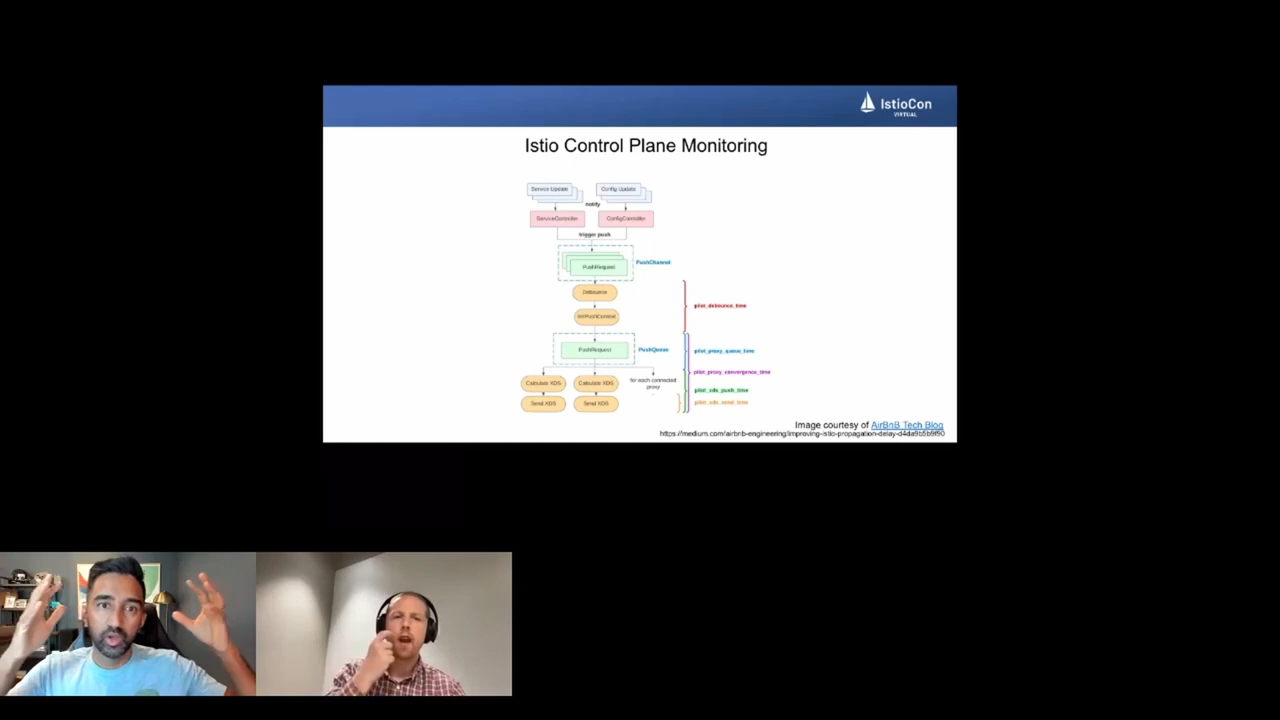 IstioCon
VIRTUAL
Istio Control Plane Monitoring
Service Update
Config Update
notify
ServiceController
ConfigController
trigger push
PushRequest
PushChannel
Debounce
InitPushContext
pilot_debounce_time
PushRequest
PushQueue
pilot_proxy_queue_time
pilot_proxy_convergence_time
Calculate XDS
Calculate XDS
for each connected
proxy
pilot_xds_push_time
Send XDS
Send XDS
pilot_xds_send_time
Image courtesy of AirBnB Tech Blog